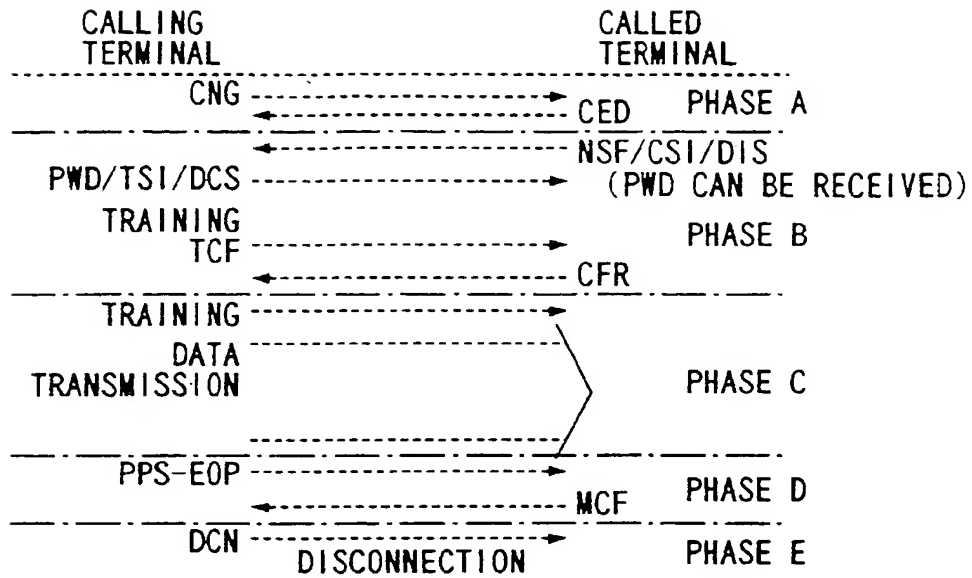 CALLING TERMINAL
CALLED TERMINAL
CNG
CED
PHASE A
NSF/CSI/DIS
PWD/TSI/DCS
(PWD CAN BE RECEIVED)
TRAINING
TCF
PHASE B
CFR
TRAINING
DATA
TRANSMISSION
PHASE C
PPS-EOP
MCF
PHASE D
DCN
DISCONNECTION
PHASE E